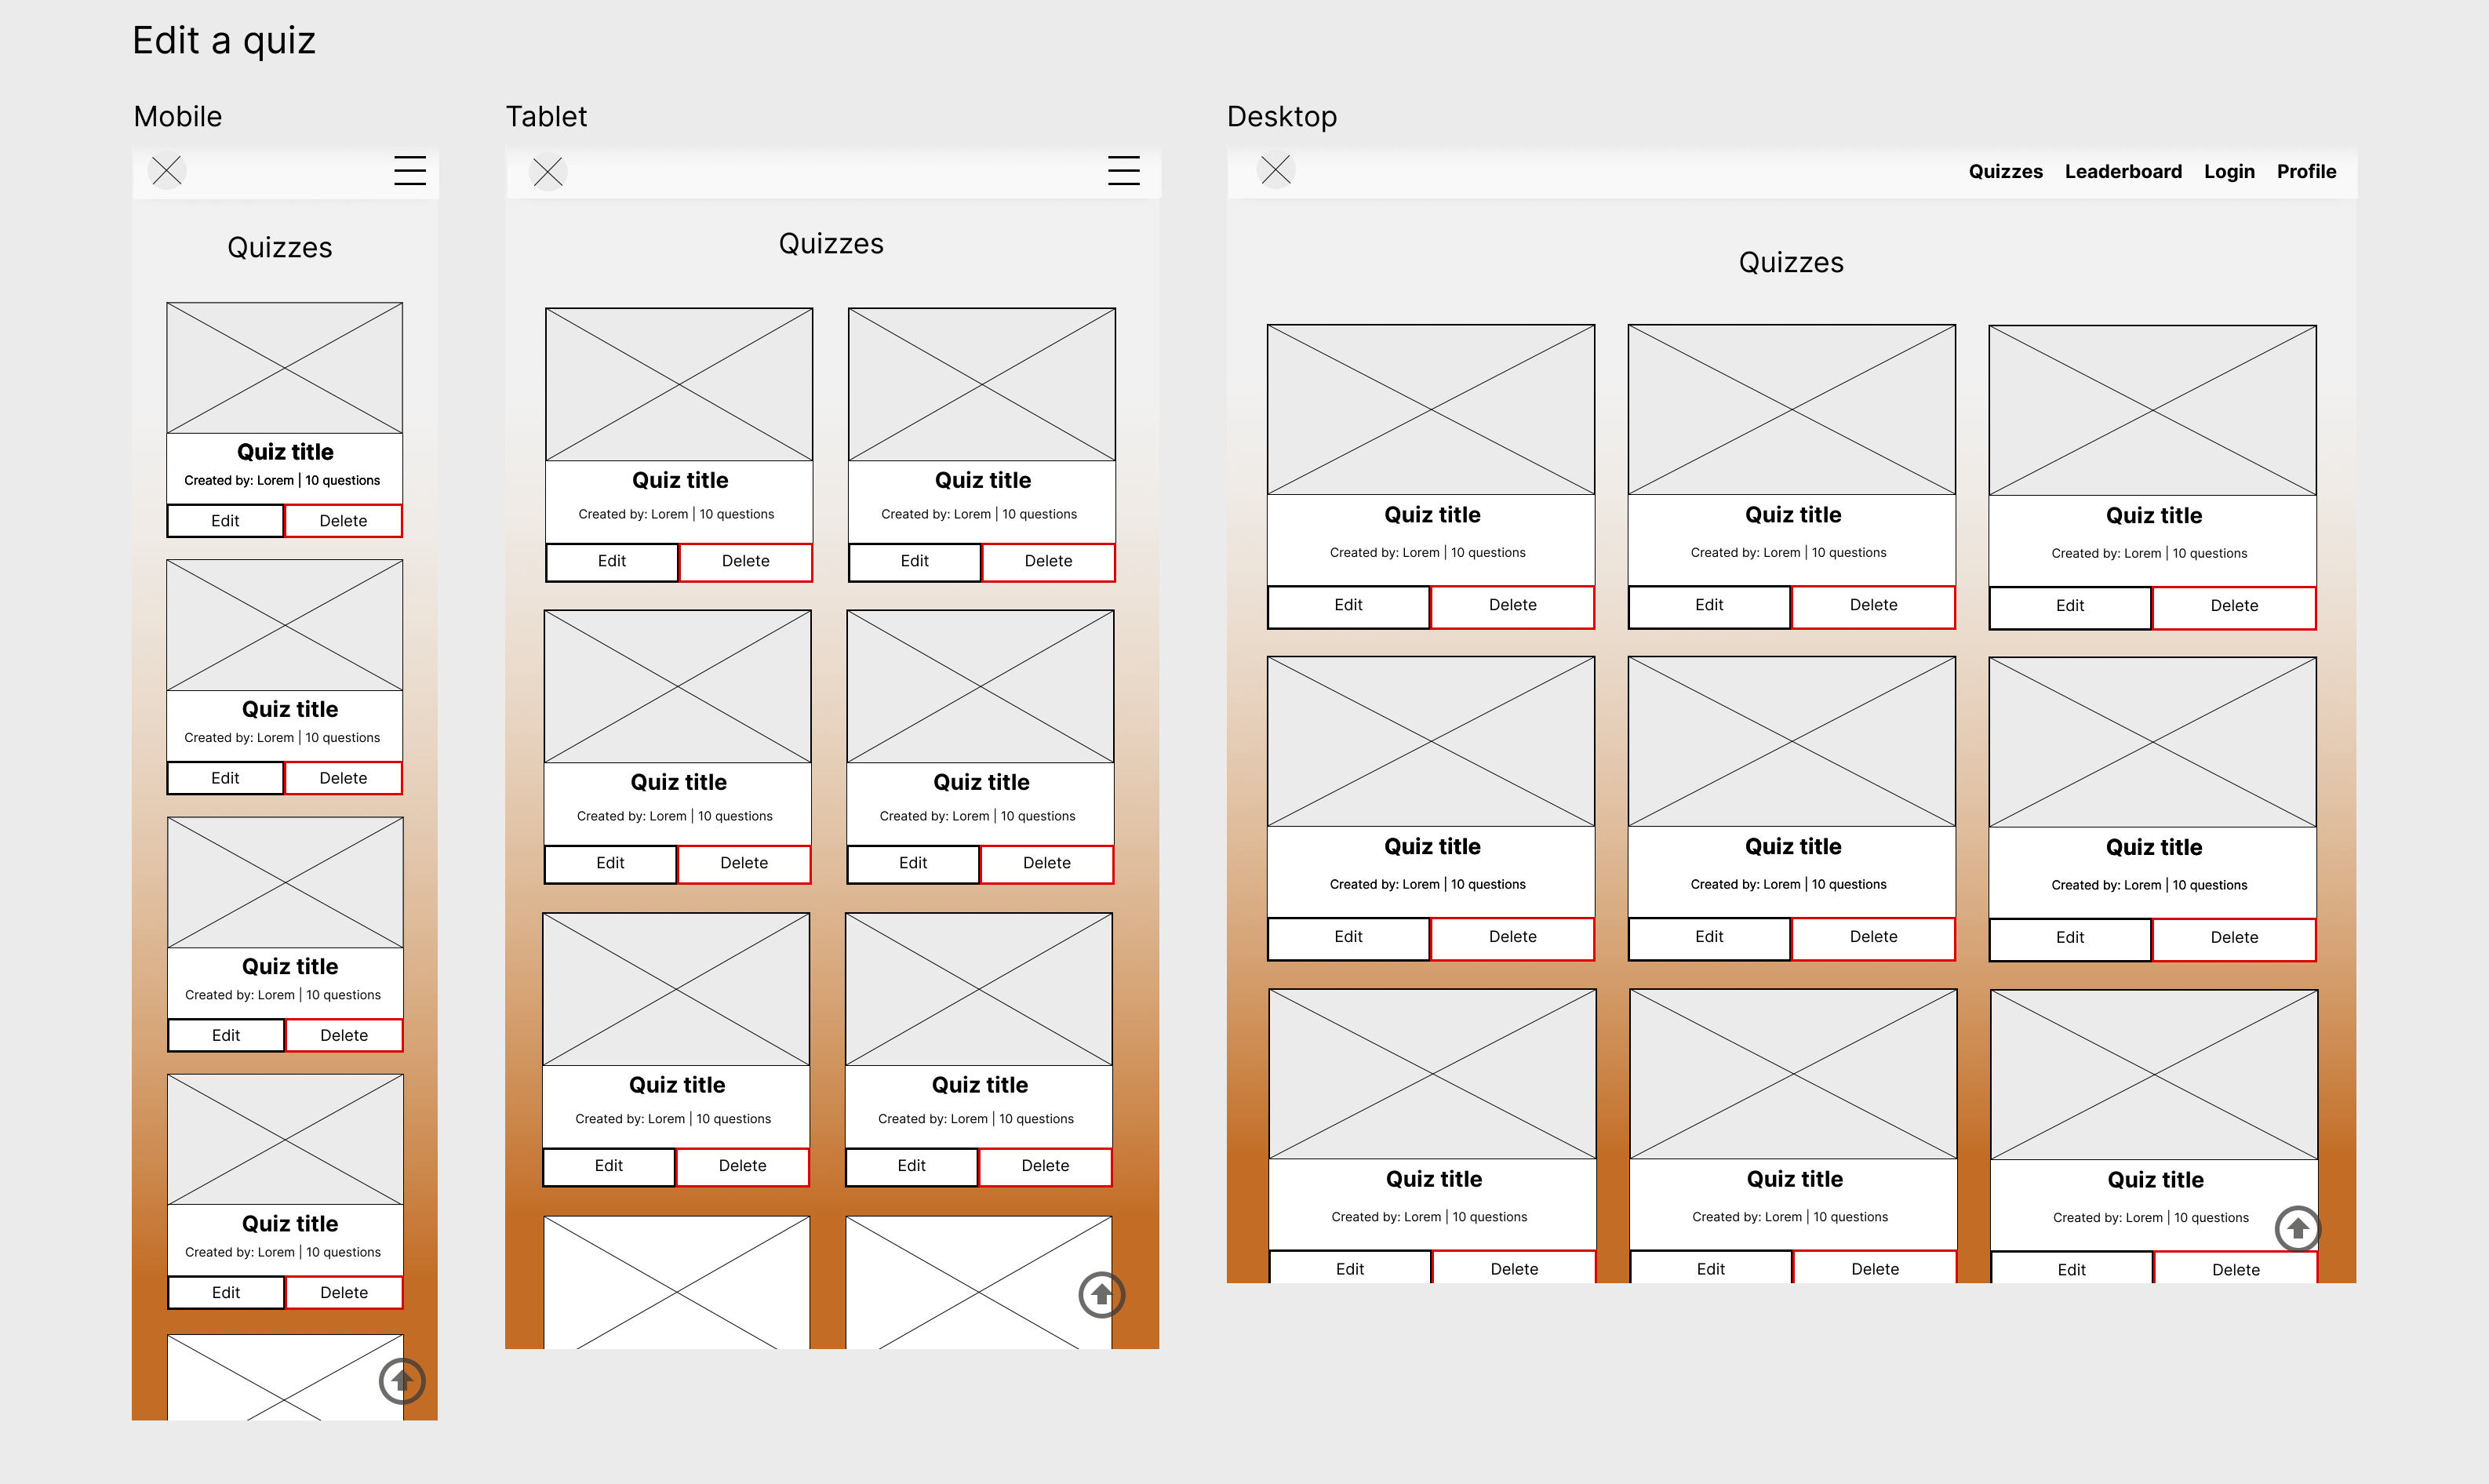 Edit a quiz
Mobile
Quizzes
Quiz title
Created by: Lorem | 10 questions
Edit Delete
Quiz title
Created by: Lorem | 10 questions
Edit Delete
Quiz title
Created by: Lorem | 10 questions
Edit Delete
Quiz title
Created by: Lorem | 10 questions
Edit Delete
Tablet
Quizzes
Quiz title Quiz title
Created by: Lorem | 10 questions Created by: Lorem | 10 questions
Edit Delete Edit Delete
Quiz title Quiz title
Created by: Lorem | 10 questions Created by: Lorem | 10 questions
Edit Delete Edit Delete
Quiz title Quiz title
Created by: Lorem | 10 questions Created by: Lorem | 10 questions
Edit Delete Edit Delete
Desktop
Quizzes Leaderboard Login Profile
Quizzes
Quiz title Quiz title Quiz title
Created by: Lorem | 10 questions Created by: Lorem | 10 questions Created by: Lorem | 10 questions
Edit Delete Edit Delete Edit Delete
Quiz title Quiz title Quiz title
Created by: Lorem | 10 questions Created by: Lorem | 10 questions Created by: Lorem | 10 questions
Edit Delete Edit Delete Edit Delete
Quiz title Quiz title Quiz title
Created by: Lorem | 10 questions Created by: Lorem | 10 questions Created by: Lorem | 10 questions
Edit Delete Edit Delete Edit Delete